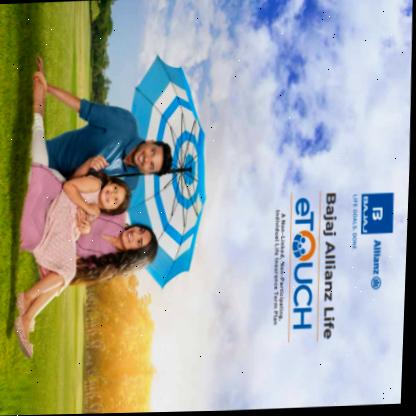 BAJAJ
Allianz
LIFE GOALS. DONE.
Bajaj Allianz Life
eTOUCH
A Non-Linked, Non-Participating,
Individual Life Insurance Term Plan